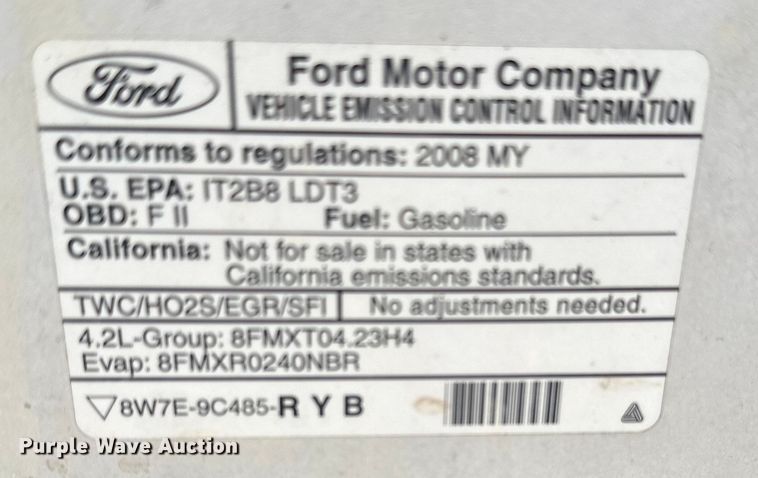 Ford
Ford Motor Company
VEHICLE EMISSION CONTROL INFORMATION
Conforms to regulations: 2008 MY
U.S. EPA: IT2B8 LDT3
OBD: F II Fuel: Gasoline
California: Not for sale in states with
California emissions standards.
TWC/HO2S/EGR/SFI No adjustments needed.
4.2L-Group: 8FMXT04.23H4
Evap: 8FMXR0240NBR
8W7E-9C485-R Y B
Purple Wave Auction